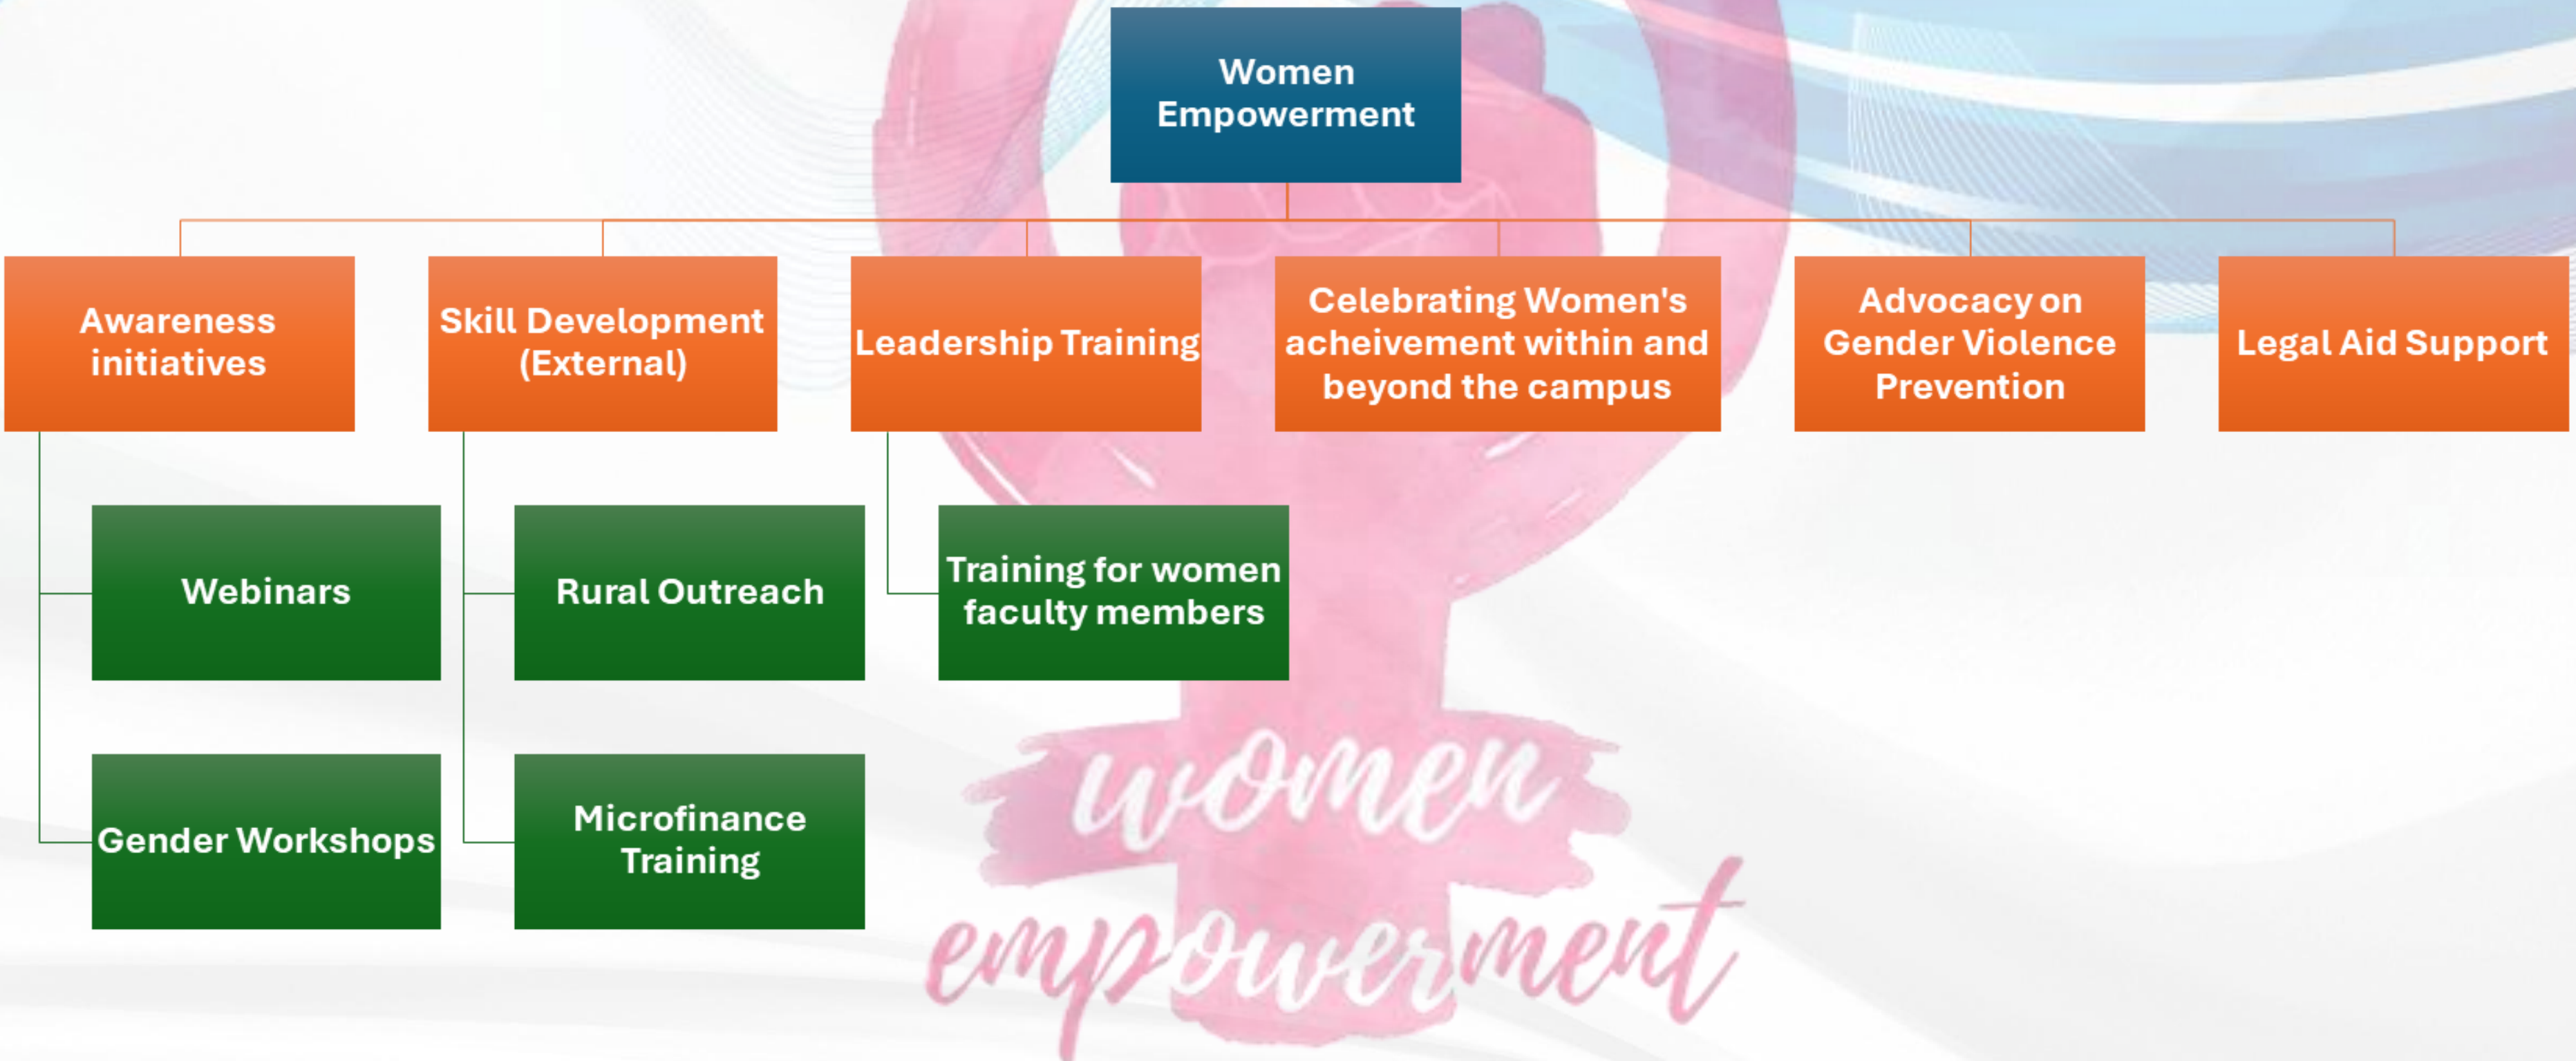 Women
Empowerment
Awareness
initiatives
Skill Development
(External)
Leadership Training
Celebrating Women's
acheivement within and
beyond the campus
Advocacy on
Gender Violence
Prevention
Legal Aid Support
Webinars
Rural Outreach
Training for women
faculty members
Gender Workshops
Microfinance
Training
women
empowerment